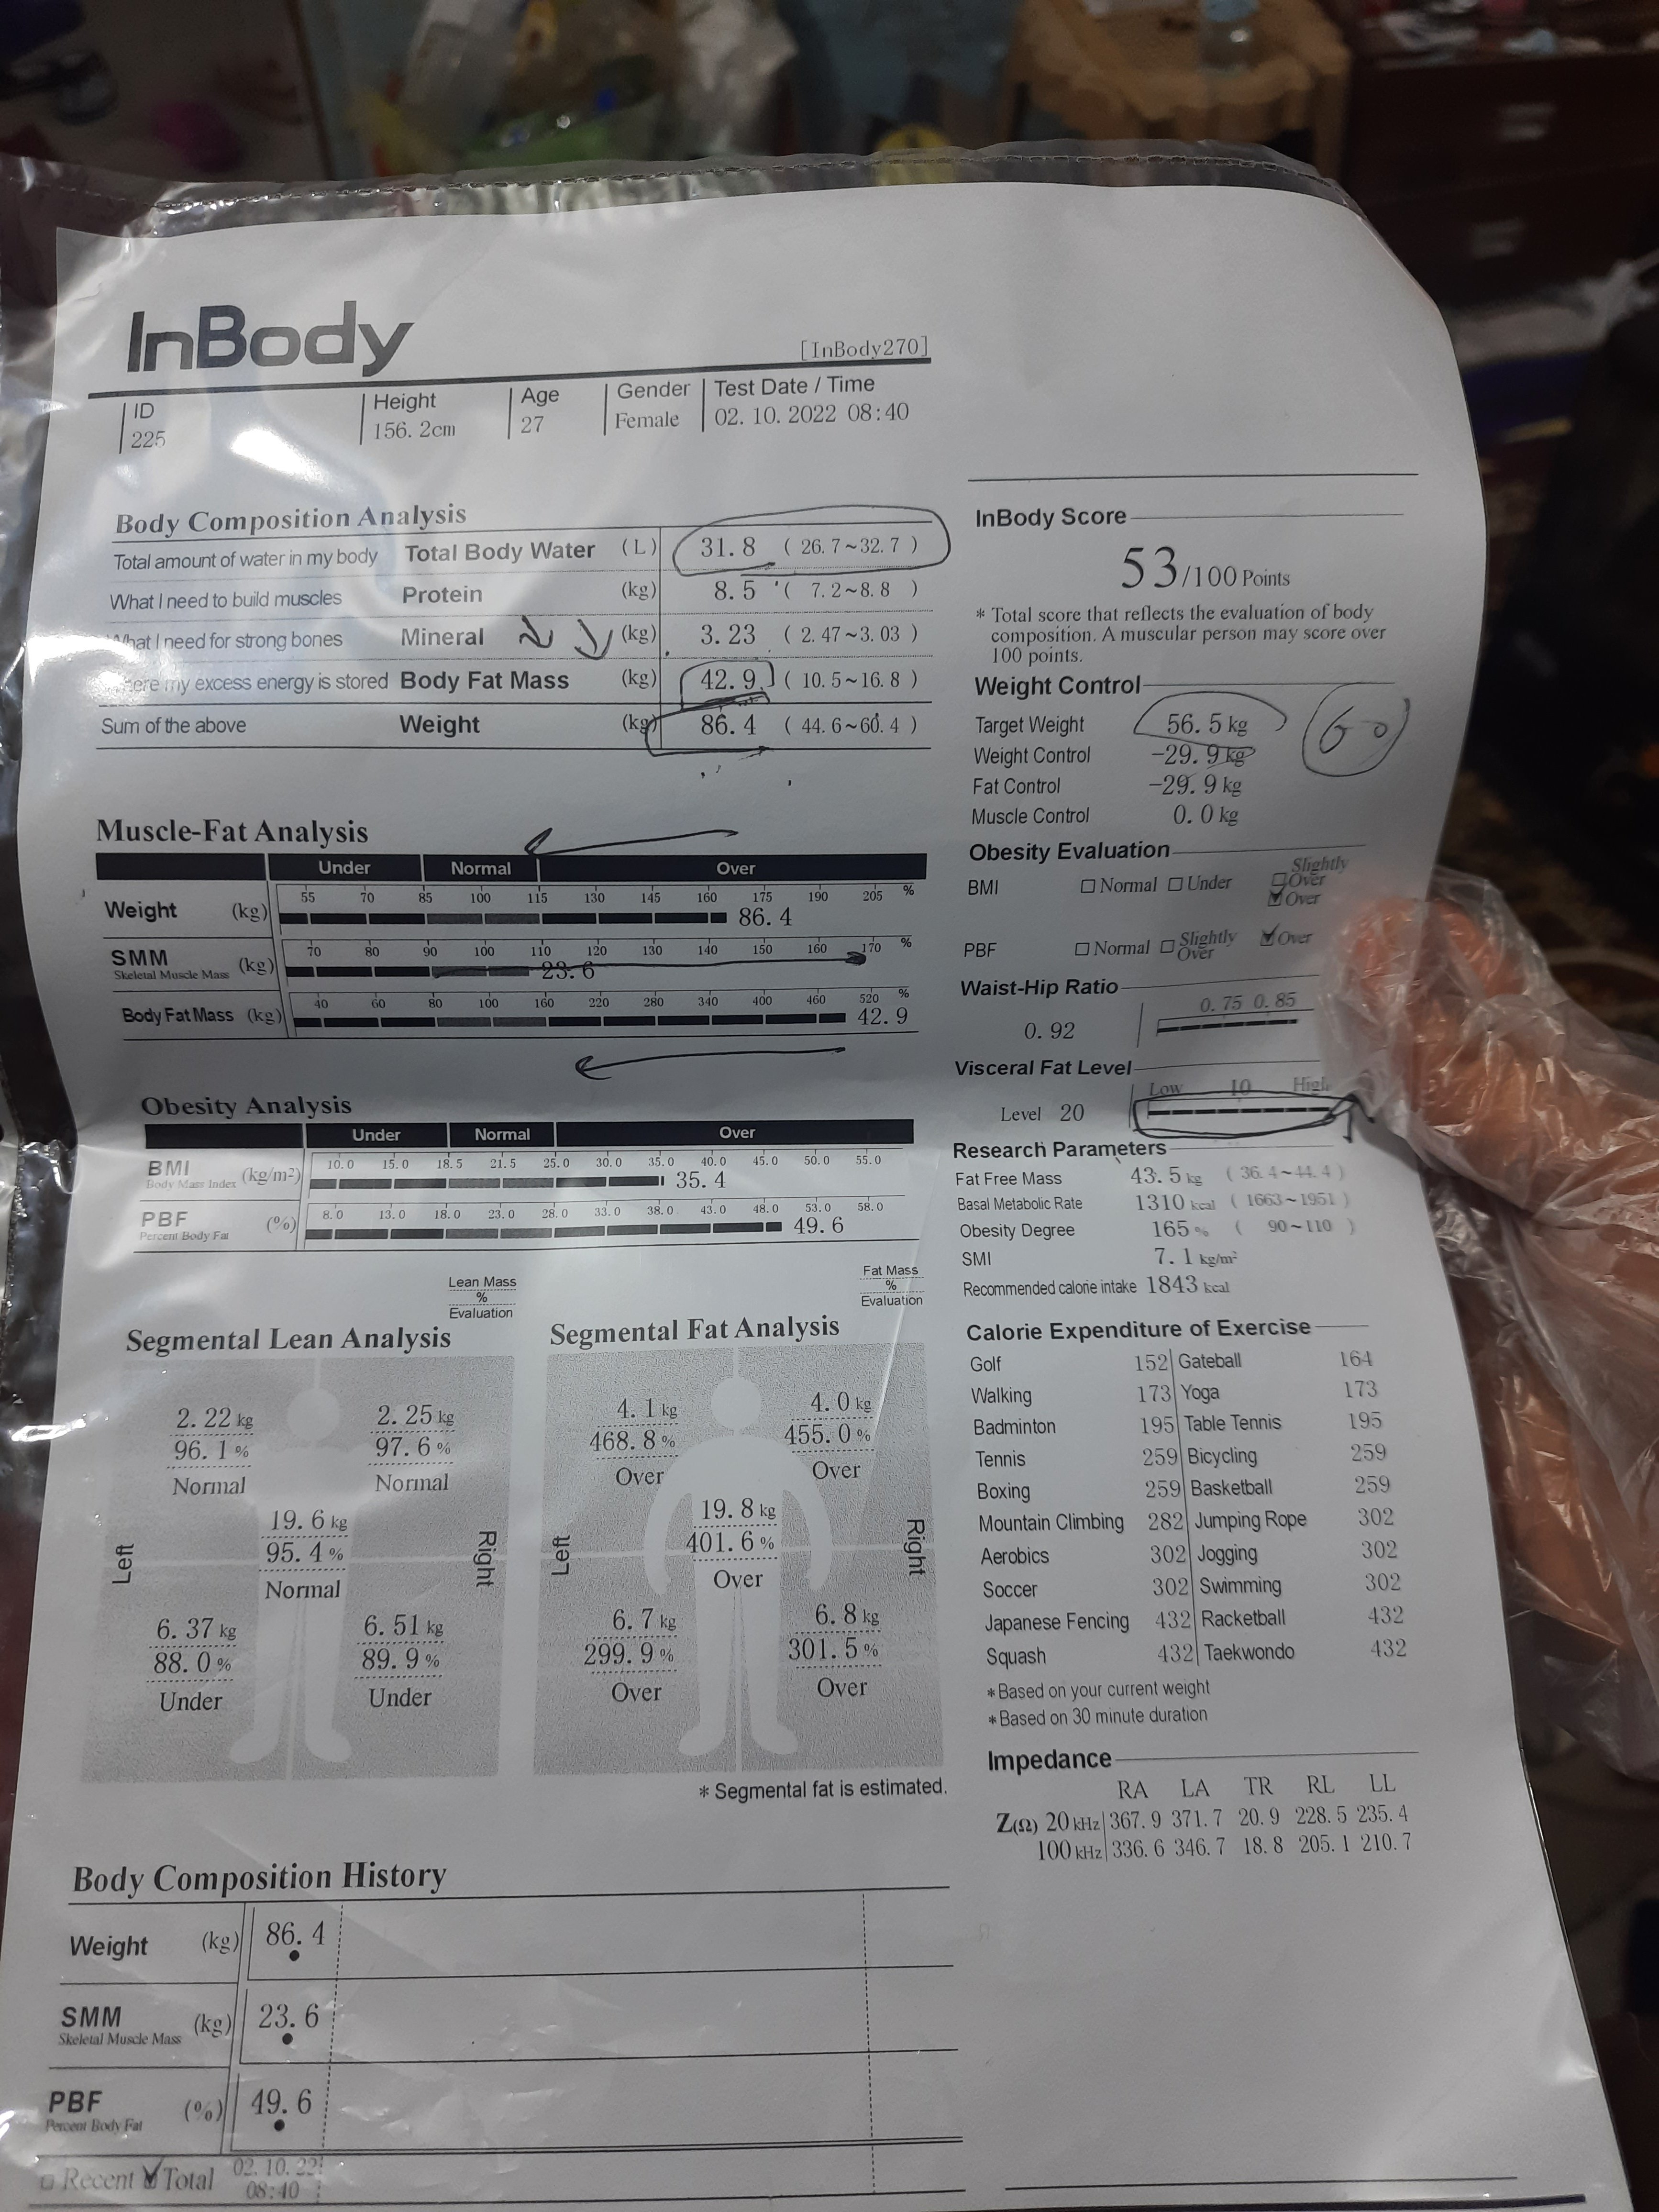 InBody
[InBody270]
ID
225
Height
156.2cm
Age
27
Gender
Female
Test Date / Time
02. 10. 2022 08:40
Body Composition Analysis
Total amount of water in my body Total Body Water (L) 31.8 ( 26.7~32.7 )
What I need to build muscles Protein (kg) 8.5 ( 7.2~8.8 )
What I need for strong bones Mineral (kg) 3.23 ( 2.47~3.03 )
my excess energy is stored Body Fat Mass (kg) 42.9 ( 10.5~16.8 )
Sum of the above Weight (kg) 86.4 ( 44.6~60.4 )
Muscle-Fat Analysis
Under Normal Over
Weight (kg) 55 70 85 100 115 130 145 160 175 190 205 %
86.4
SMM (kg) 70 80 90 100 110 120 130 140 150 160 170 %
Skeletal Muscle Mass
23.6
Body Fat Mass (kg) 40 60 80 100 160 220 280 340 400 460 520 %
42.9
Obesity Analysis
Under Normal Over
BMI (kg/m²) 10.0 15.0 18.5 21.5 25.0 30.0 35.0 40.0 45.0 50.0 55.0
Body Mass Index
35.4
PBF (%) 8.0 13.0 18.0 23.0 28.0 33.0 38.0 43.0 48.0 53.0 58.0
Percent Body Fat
49.6
Lean Mass
%
Evaluation
Segmental Lean Analysis
2.22 kg 2.25 kg
96.1 % 97.6 %
Normal Normal
19.6 kg
95.4 %
Normal
Left Right
6.37 kg 6.51 kg
88.0 % 89.9 %
Under Under
Fat Mass
%
Evaluation
Segmental Fat Analysis
4.1 kg 4.0 kg
468.8 % 455.0 %
Over Over
19.8 kg
401.6 %
Over
Left Right
6.7 kg 6.8 kg
299.9 % 301.5 %
Over Over
* Segmental fat is estimated.
Body Composition History
Weight (kg) 86.4
SMM (kg) 23.6
Skeletal Muscle Mass
PBF (%) 49.6
Percent Body Fat
Recent Total 02.10.22
08:40
InBody Score
53/100 Points
* Total score that reflects the evaluation of body
composition. A muscular person may score over
100 points.
Weight Control
Target Weight 56.5 kg
60
Weight Control -29.9 kg
Fat Control -29.9 kg
Muscle Control 0.0 kg
Obesity Evaluation
BMI Normal Under Slightly Over Over
PBF Normal Slightly Over Over
Waist-Hip Ratio
0.75 0.85
0.92
Visceral Fat Level
Low 10 High
Level 20
Research Parameters
Fat Free Mass 43.5 kg ( 36.4~44.4 )
Basal Metabolic Rate 1310 kcal ( 1663~1951 )
Obesity Degree 165 % ( 90~110 )
SMI 7.1 kg/m²
Recommended calorie intake 1843 kcal
Calorie Expenditure of Exercise
Golf 152 Gateball 164
Walking 173 Yoga 173
Badminton 195 Table Tennis 195
Tennis 259 Bicycling 259
Boxing 259 Basketball 259
Mountain Climbing 282 Jumping Rope 302
Aerobics 302 Jogging 302
Soccer 302 Swimming 302
Japanese Fencing 432 Racketball 432
Squash 432 Taekwondo 432
* Based on your current weight
* Based on 30 minute duration
Impedance
RA LA TR RL LL
Z(Ω) 20 kHz 367.9 371.7 20.9 228.5 235.4
100 kHz 336.6 346.7 18.8 205.1 210.7